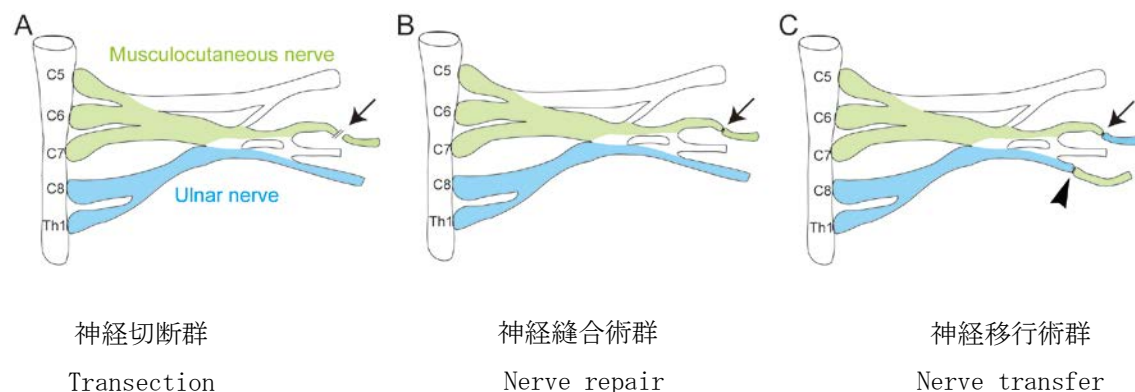 A
Musculocutaneous nerve
C5
C6
C7
C8
Th1
Ulnar nerve
B
C5
C6
C7
C8
Th1
C
C5
C6
C7
C8
Th1
神経切断群
Transection
神経縫合術群
Nerve repair
神経移行術群
Nerve transfer